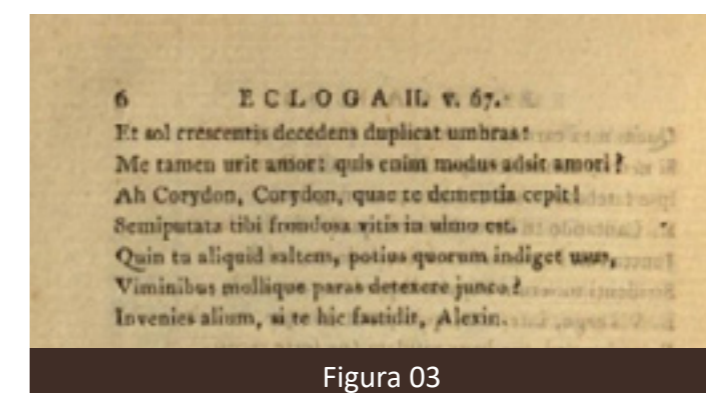 6 ECLOGA II. v. 67.
Et sol crescentis decedens duplicat umbras:
Me tamen urit amor: quis enim modus adsit amori?
Ah Corydon, Corydon, quae te dementia cepit!
Semiputata tibi frondosa vitis in ulmo est.
Quin tu aliquid saltem, potius quorum indiget usus,
Viminibus mollique paras detexere junco?
Invenies alium, si te hic fastidit, Alexin.
Figura 03